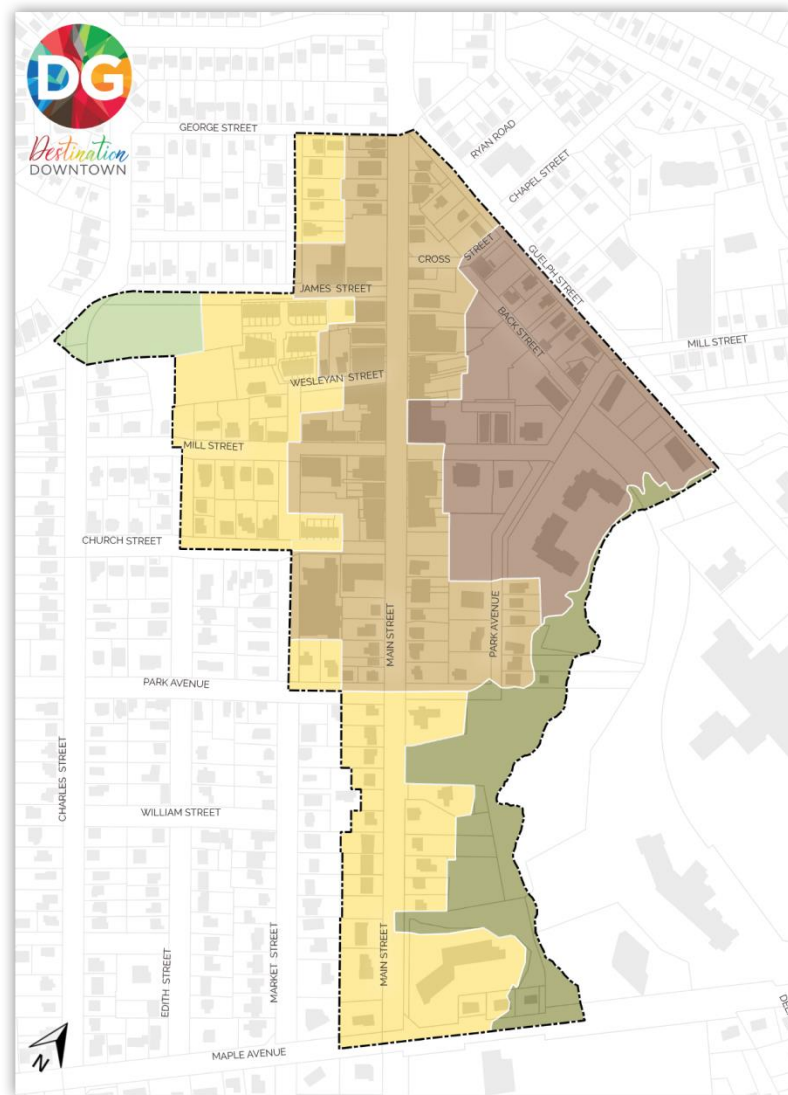 DG
Destination
DOWNTOWN
GEORGE STREET
RYAN ROAD
CHAPEL STREET
CROSS STREET
GUELPH STREET
JAMES STREET
BACK STREET
MILL STREET
WESLEYAN STREET
MILL STREET
CHURCH STREET
MAIN STREET
PARK AVENUE
PARK AVENUE
CHARLES STREET
WILLIAM STREET
EDITH STREET
MARKET STREET
MAIN STREET
N
MAPLE AVENUE